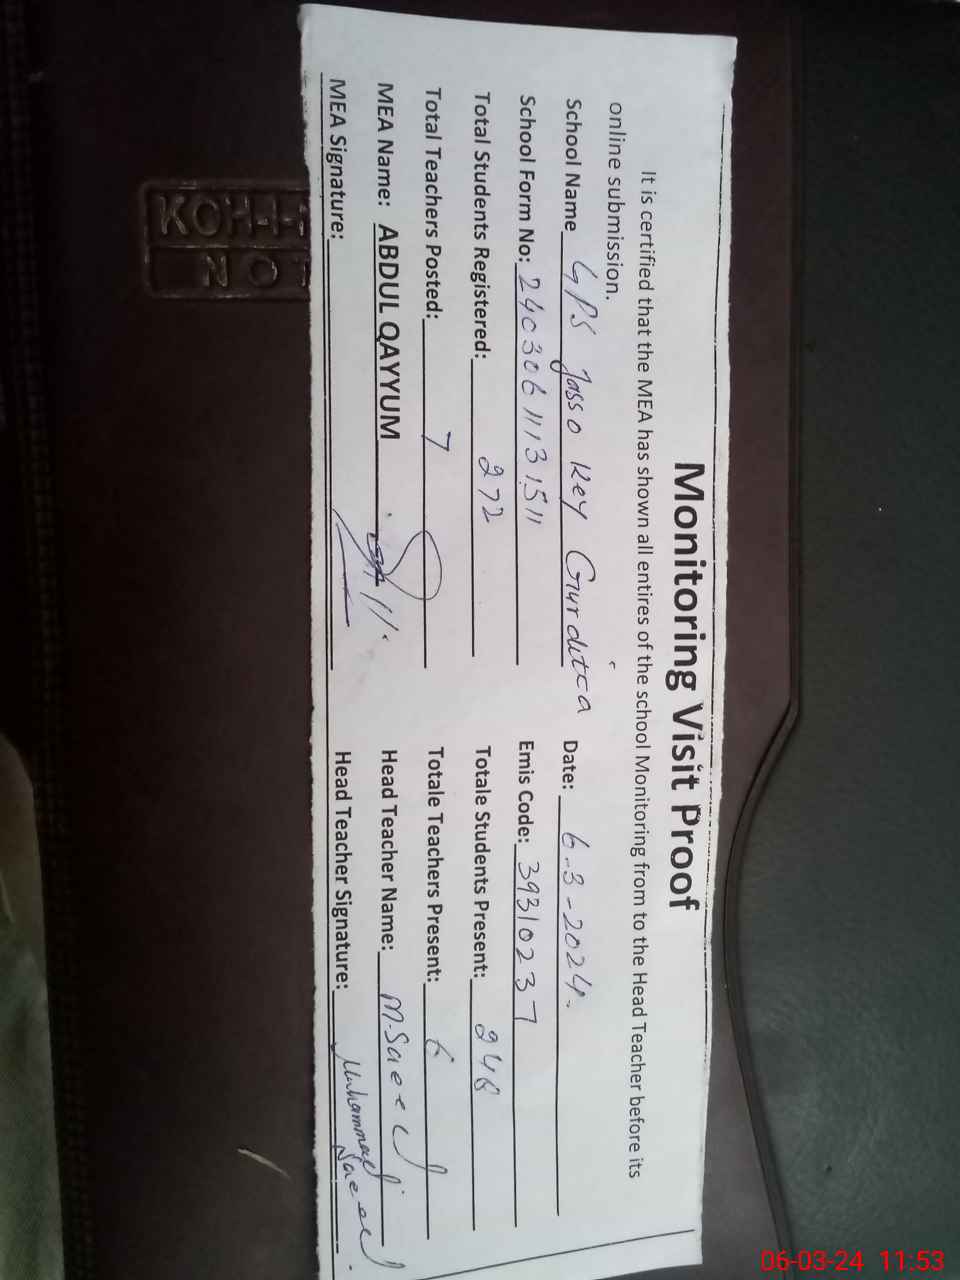 Monitoring Visit Proof
It is certified that the MEA has shown all entires of the school Monitoring from to the Head Teacher before its
online submission.
School Name GPS Jasso Key Gurditta Date: 6-3-2024.
School Form No: Emis Code: 39310237
Total Students Registered: 272 Totale Students Present: 248
Total Teachers Posted: 7 Totale Teachers Present: 6
MEA Name: ABDUL QAYYUM Head Teacher Name: M. Saeed
MEA Signature: Head Teacher Signature: Muhammad Saeed
KOH-I-
NO
06-03-24 11:53